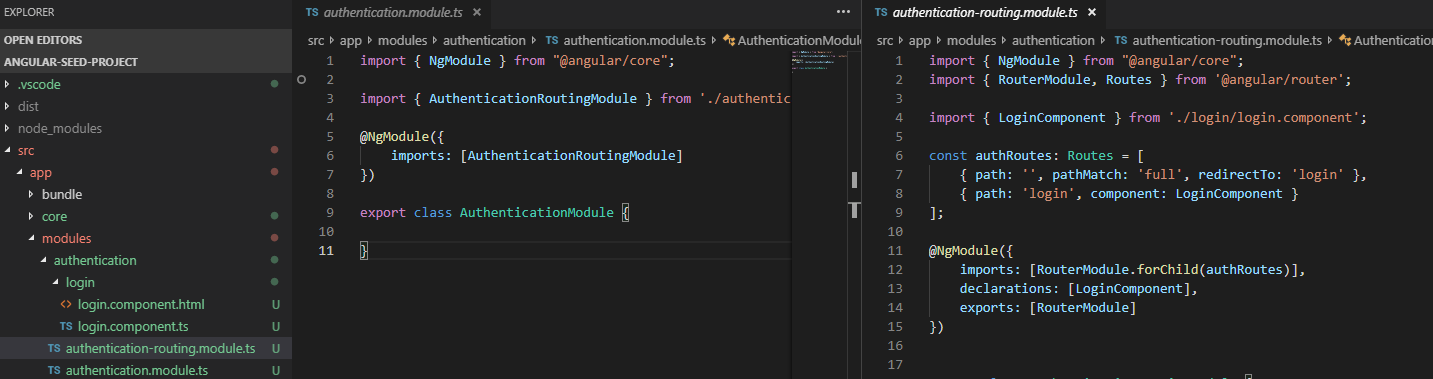 EXPLORER
OPEN EDITORS
ANGULAR-SEED-PROJECT
.vscode
dist
node_modules
src
app
bundle
core
modules
authentication
login
login.component.html U
TS login.component.ts U
TS authentication-routing.module.ts U
TS authentication.module.ts U
TS authentication.module.ts ×
src > app > modules > authentication > TS authentication.module.ts > AuthenticationModule
1 import { NgModule } from "@angular/core";
2
3 import { AuthenticationRoutingModule } from './authentic
4
5 @NgModule({
6 imports: [AuthenticationRoutingModule]
7 })
8
9 export class AuthenticationModule {
10
11 }
TS authentication-routing.module.ts ×
src > app > modules > authentication > TS authentication-routing.module.ts > Authentication
1 import { NgModule } from "@angular/core";
2 import { RouterModule, Routes } from '@angular/router';
3
4 import { LoginComponent } from './login/login.component';
5
6 const authRoutes: Routes = [
7 { path: '', pathMatch: 'full', redirectTo: 'login' },
8 { path: 'login', component: LoginComponent }
9 ];
10
11 @NgModule({
12 imports: [RouterModule.forChild(authRoutes)],
13 declarations: [LoginComponent],
14 exports: [RouterModule]
15 })
16
17